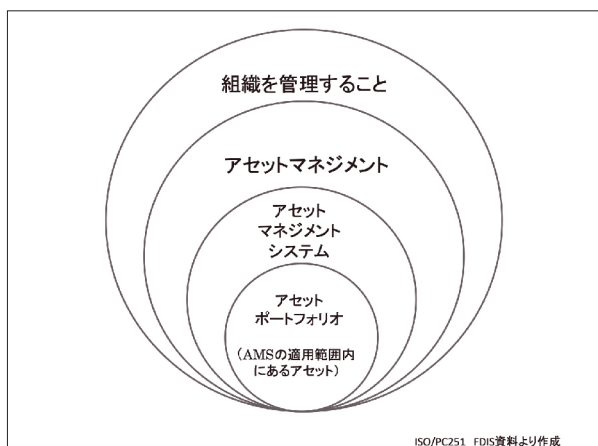 組織を管理すること
アセットマネジメント
アセット
マネジメント
システム
アセット
ポートフォリオ
(AMSの適用範囲内
にあるアセット)
ISO/PC251 FDIS資料より作成